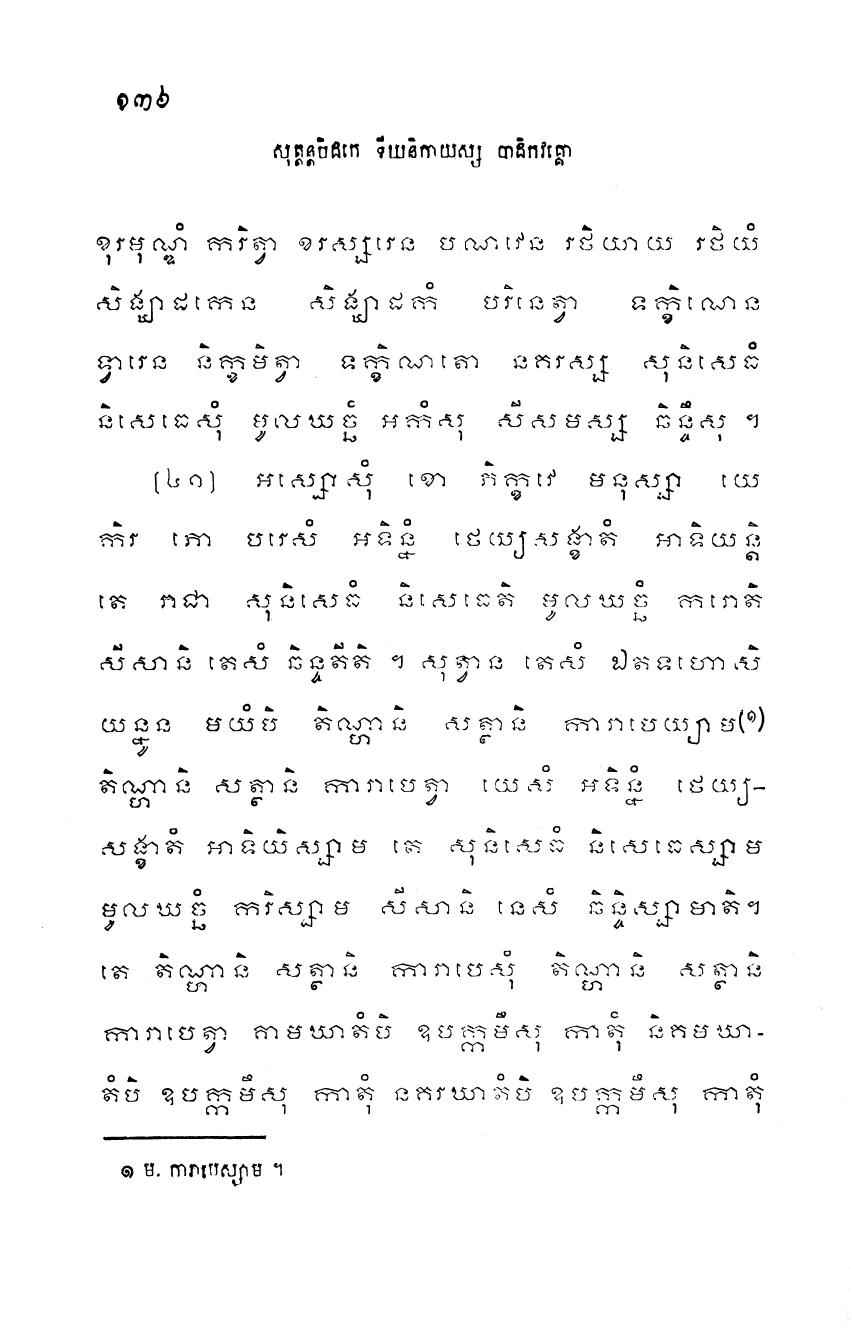 ១៣៦
សុត្តន្តបិដកេ ទីឃនិកាយស្ស បាដិកវគ្គោ
ខុរមុណ្ឌំ ករិត្វា ខរស្សរេន បណវេន រថិយាយ រថិយំ
សិង្ឃាដកេន សិង្ឃាដកំ បរិនេត្វា ទក្ខិណេន
ទ្វារេន និក្ខមិត្វា ទក្ខិណតោ នគរស្ស សុនិសេធំ
និសេធេសុំ មូលឃច្ឆំ អកំសុ សីសមស្ស ឆិន្ទឹសុ ។
[៤០] អស្សោសុំ ខោ ភិក្ខវេ មនុស្សា យេ
កិរ ភោ បរេសំ អទិន្នំ ថេយ្យសង្ខាតំ អាទិយន្តិ
តេ រាជា សុនិសេធំ និសេធេតិ មូលឃច្ឆំ ករោតិ
សីសានិ តេសំ ឆិន្ទតីតិ ។ សុត្វាន តេសំ ឯតទហោសិ
យន្នូន មយំបិ តិណ្ហានិ សត្ថានិ ការាបេយ្យាម(១)
តិណ្ហានិ សត្ថានិ ការាបេត្វា យេសំ អទិន្នំ ថេយ្យ-
សង្ខាតំ អាទិយិស្សាម តេ សុនិសេធំ និសេធេស្សាម
មូលឃច្ឆំ ករិស្សាម សីសានិ នេសំ ឆិន្ទិស្សាមាតិ។
តេ តិណ្ហានិ សត្ថានិ ការាបេសុំ តិណ្ហានិ សត្ថានិ
ការាបេត្វា គាមឃាតំបិ ឧបក្កមឹសុ កាតុំ និគមឃា-
តំបិ ឧបក្កមឹសុ កាតុំ នគរឃាតំបិ ឧបក្កមឹសុ កាតុំ
១ ម. ការាបេស្សាម ។